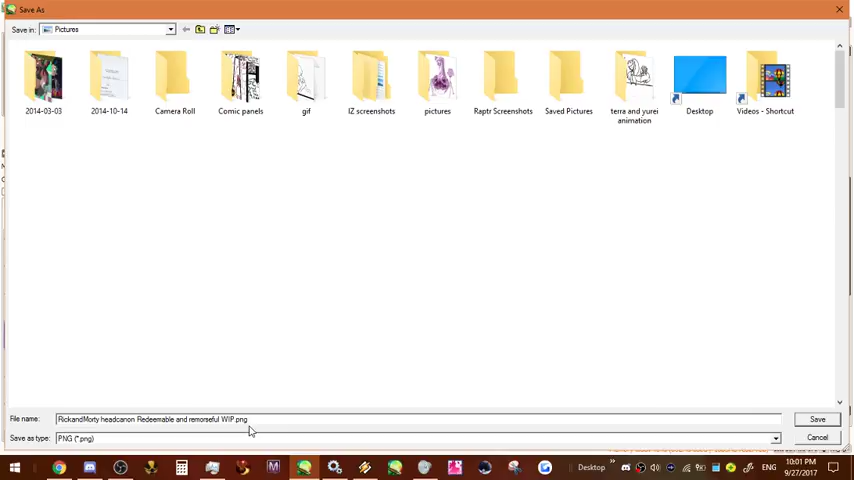 Save As
Save in: Pictures
2014-03-03 2014-10-14 Camera Roll Comic panels gif IZ screenshots pictures Raptr Screenshots Saved Pictures terra and yurei Desktop Videos - Shortcut
animation
File name: RickandMorty headcanon Redeemable and remorseful WIP.png Save
Save as type: PNG (*.png) Cancel
Desktop ENG 10:01 PM
9/27/2017